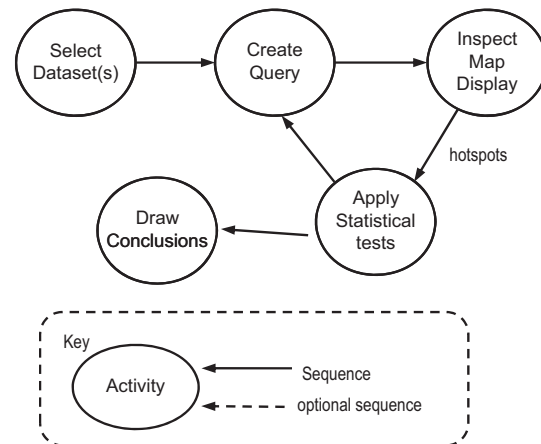 Select
Dataset(s)
Create
Query
Inspect
Map
Display
hotspots
Apply
Statistical
tests
Draw
Conclusions
Key
Activity
Sequence
optional sequence